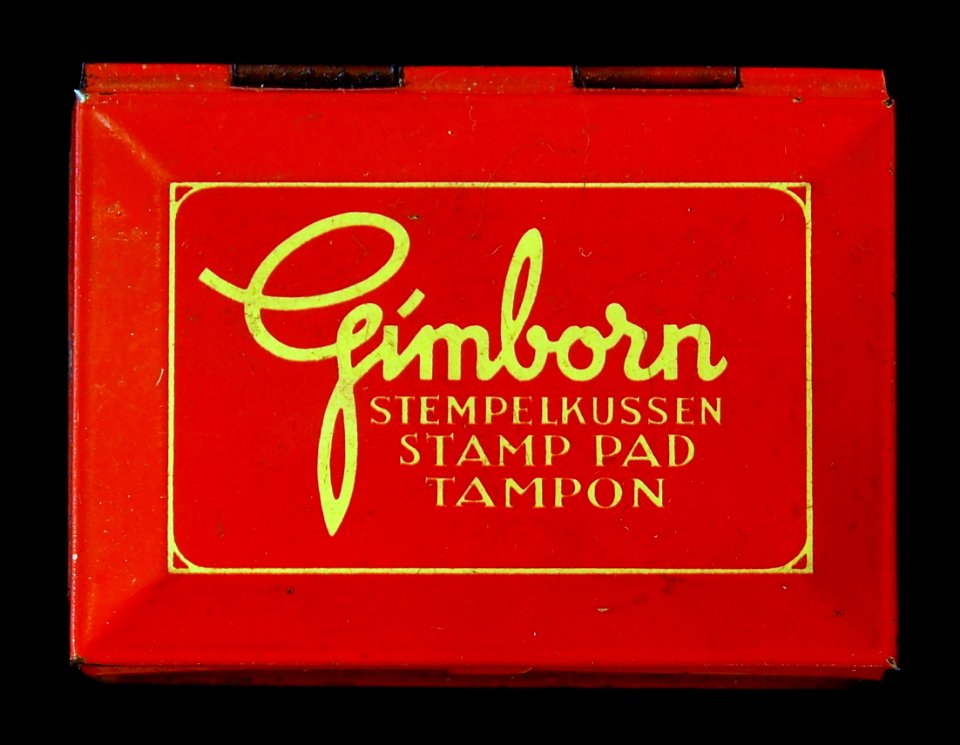 Gimborn
STEMPELKUSSEN
STAMP PAD
TAMPON